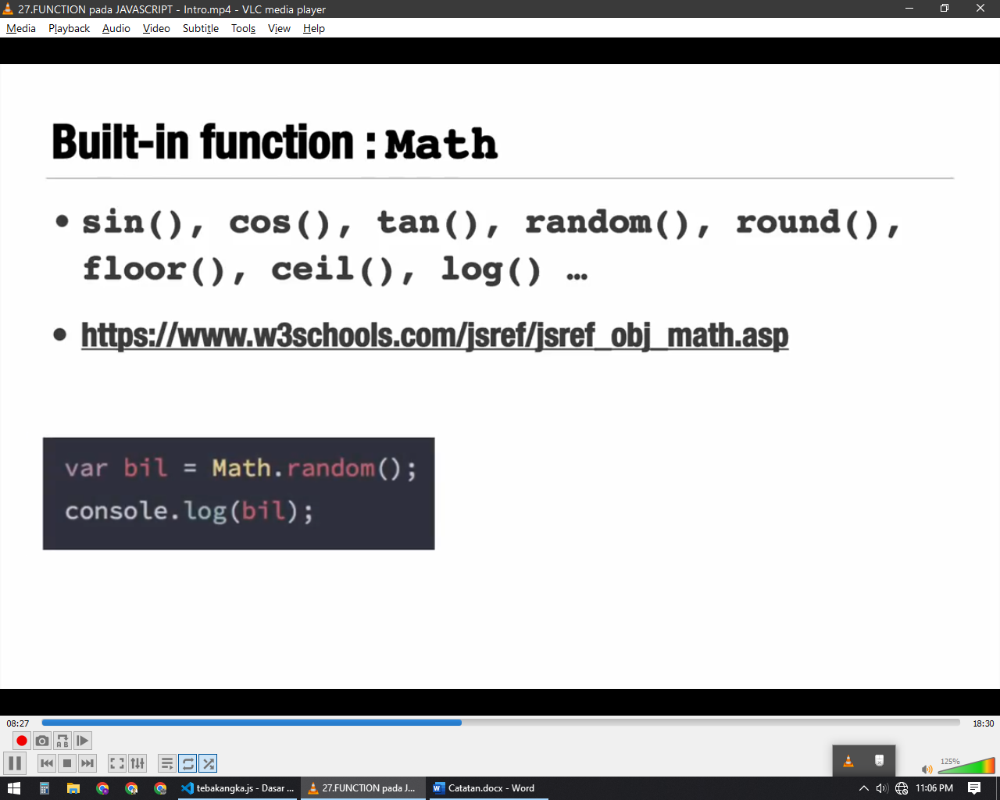 27.FUNCTION pada JAVASCRIPT - Intro.mp4 - VLC media player
Media Playback Audio Video Subtitle Tools View Help
Built-in function : Math
• sin(), cos(), tan(), random(), round(),
floor(), ceil(), log() …
• https://www.w3schools.com/jsref/jsref_obj_math.asp
var bil = Math.random();
console.log(bil);
08:27 18:30
A B
125%
tebakangka.js - Dasar ... 27.FUNCTION pada J... Catatan.docx - Word 11:06 PM